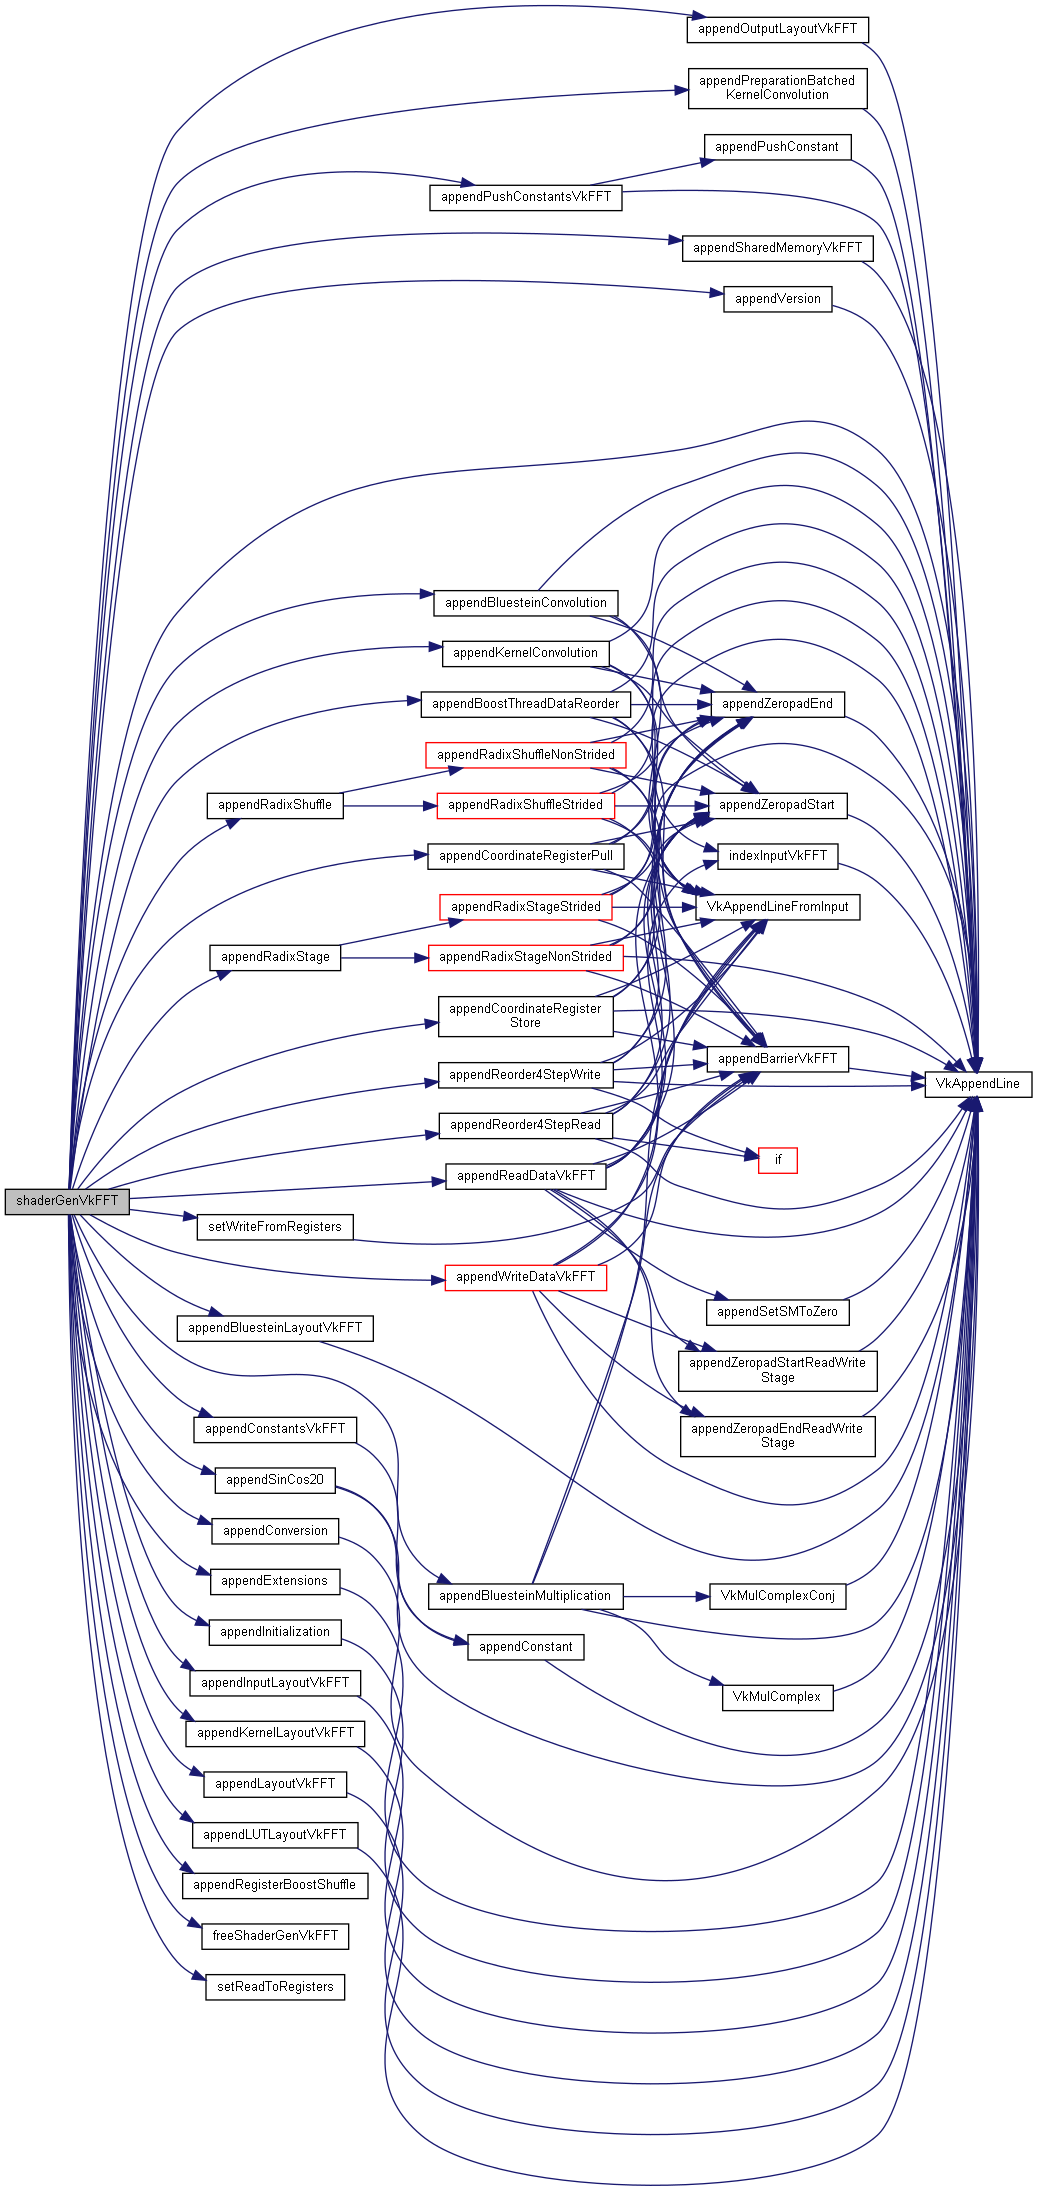 appendOutputLayoutVkFFT
appendPreparationBatched
KernelConvolution
appendPushConstant
appendPushConstantsVkFFT
appendSharedMemoryVkFFT
appendVersion
appendBluesteinConvolution
appendKernelConvolution
appendBoostThreadDataReorder
appendZeropadEnd
appendRadixShuffleNonStrided
appendRadixShuffle
appendRadixShuffleStrided
appendZeropadStart
appendCoordinateRegisterPull
indexInputVkFFT
appendRadixStageStrided
VkAppendLineFromInput
appendRadixStage
appendRadixStageNonStrided
appendCoordinateRegister
Store
appendBarrierVkFFT
appendReorder4StepWrite
VkAppendLine
appendReorder4StepRead
if
appendReadDataVkFFT
shaderGenVkFFT
setWriteFromRegisters
appendWriteDataVkFFT
appendSetSMToZero
appendBluesteinLayoutVkFFT
appendZeropadStartReadWrite
Stage
appendConstantsVkFFT
appendZeropadEndReadWrite
Stage
appendSinCos20
appendConversion
appendExtensions
appendBluesteinMultiplication
VkMulComplexConj
appendInitialization
appendConstant
appendInputLayoutVkFFT
VkMulComplex
appendKernelLayoutVkFFT
appendLayoutVkFFT
appendLUTLayoutVkFFT
appendRegisterBoostShuffle
freeShaderGenVkFFT
setReadToRegisters